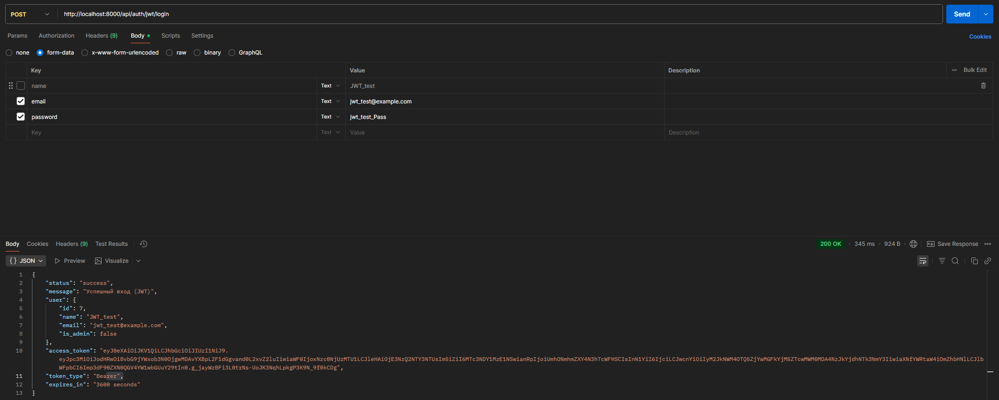 POST http://localhost:8000/api/auth/jwt/login Send
Params Authorization Headers (9) Body Scripts Settings Cookies
none form-data x-www-form-urlencoded raw binary GraphQL
Key Value Description Bulk Edit
name Text JWT_test
email Text jwt_test@example.com
password Text jwt_test_Pass
Key Text Value Description
Body Cookies Headers (9) Test Results 200 OK 345 ms 924 B e.g. Save Response
{} JSON Preview Visualize
1 {
2 "status": "success",
3 "message": "Успешный вход (JWT)",
4 "user": {
5 "id": 7,
6 "name": "JWT_test",
7 "email": "jwt_test@example.com",
8 "is_admin": false
9 },
10 "access_token": "eyJ0eXAiOiJKV1QiLCJhbGciOiJIUzI1NiJ9.
11 "token_type": "Bearer",
12 "expires_in": "3600 seconds"
13 }